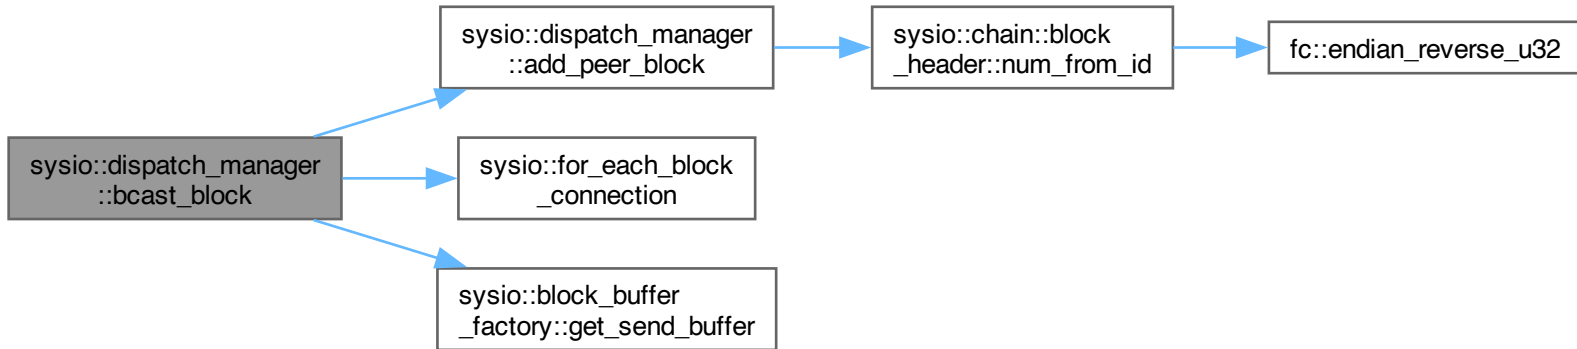 sysio::dispatch_manager
::bcast_block
sysio::dispatch_manager
::add_peer_block
sysio::chain::block
_header::num_from_id
fc::endian_reverse_u32
sysio::for_each_block
_connection
sysio::block_buffer
_factory::get_send_buffer